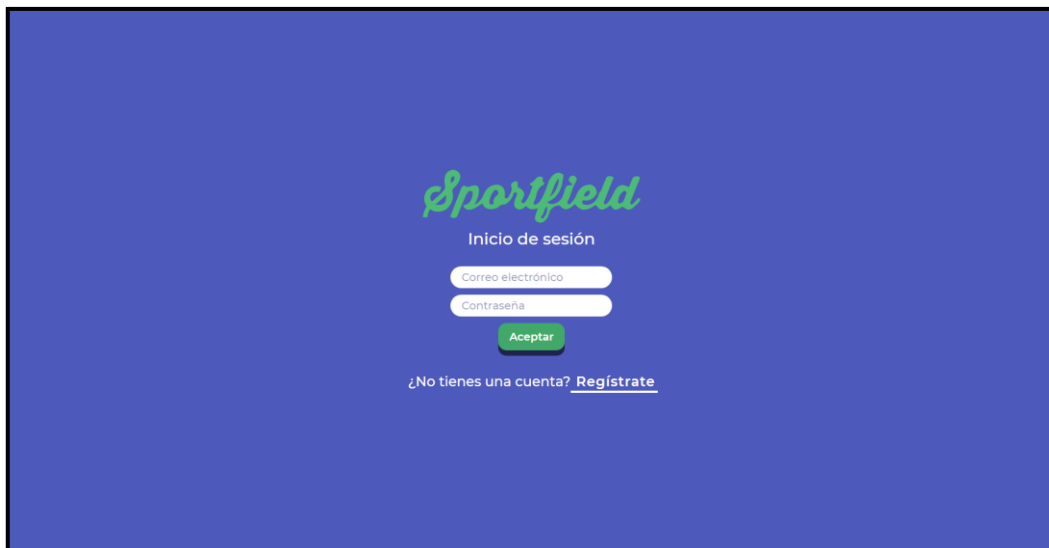 Sportfield
Inicio de sesión
Correo electrónico
Contraseña
Aceptar
¿No tienes una cuenta? Regístrate